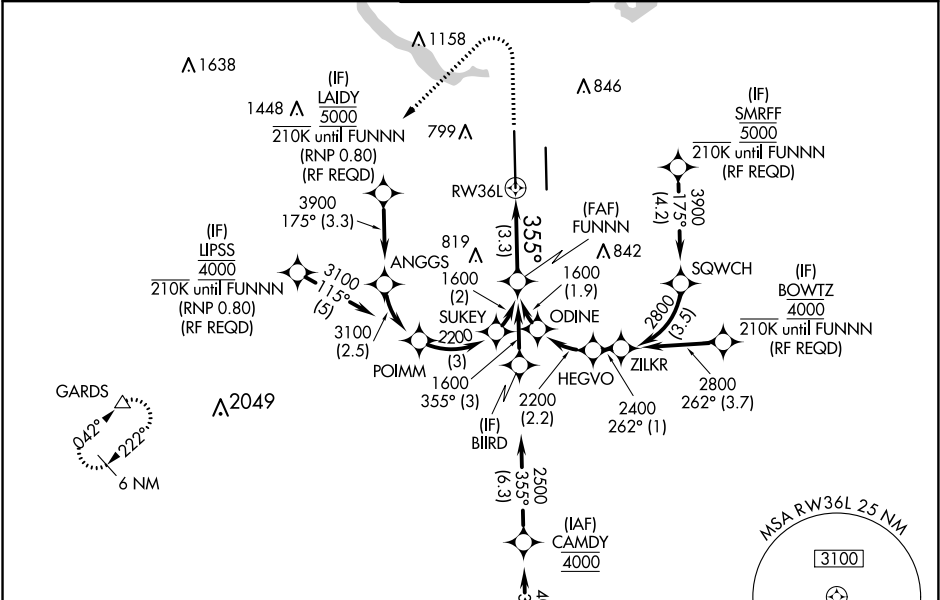 1158
1638
(IF)
LAIDY
5000
210K until FUNNN
(RNP 0.80)
(RF REQD)
1448
846
799
(IF)
SMRFF
5000
210K until FUNNN
(RF REQD)
RW36L
3900
175° (3.3)
355°
(3.3)
(FAF)
FUNNN
3900
175°
(4.2)
(IF)
LIPSS
4000
210K until FUNNN
(RNP 0.80)
(RF REQD)
819
842
ANGGS
3100
115°
(5)
1600
(2)
1600
(1.9)
SQWCH
(IF)
BOWTZ
4000
210K until FUNNN
(RF REQD)
SUKEY
ODINE
2800
(3.5)
3100
(2.5)
2200
(3)
POIMM
HEGVO
ZILKR
1600
355° (3)
2200
(2.2)
2400
262° (1)
2800
262° (3.7)
(IF)
BIIRD
GARDS
2049
042°
222°
6 NM
2500
355°
(6.3)
(IAF)
CAMDY
4000
MSA RW36L 25 NM
3100